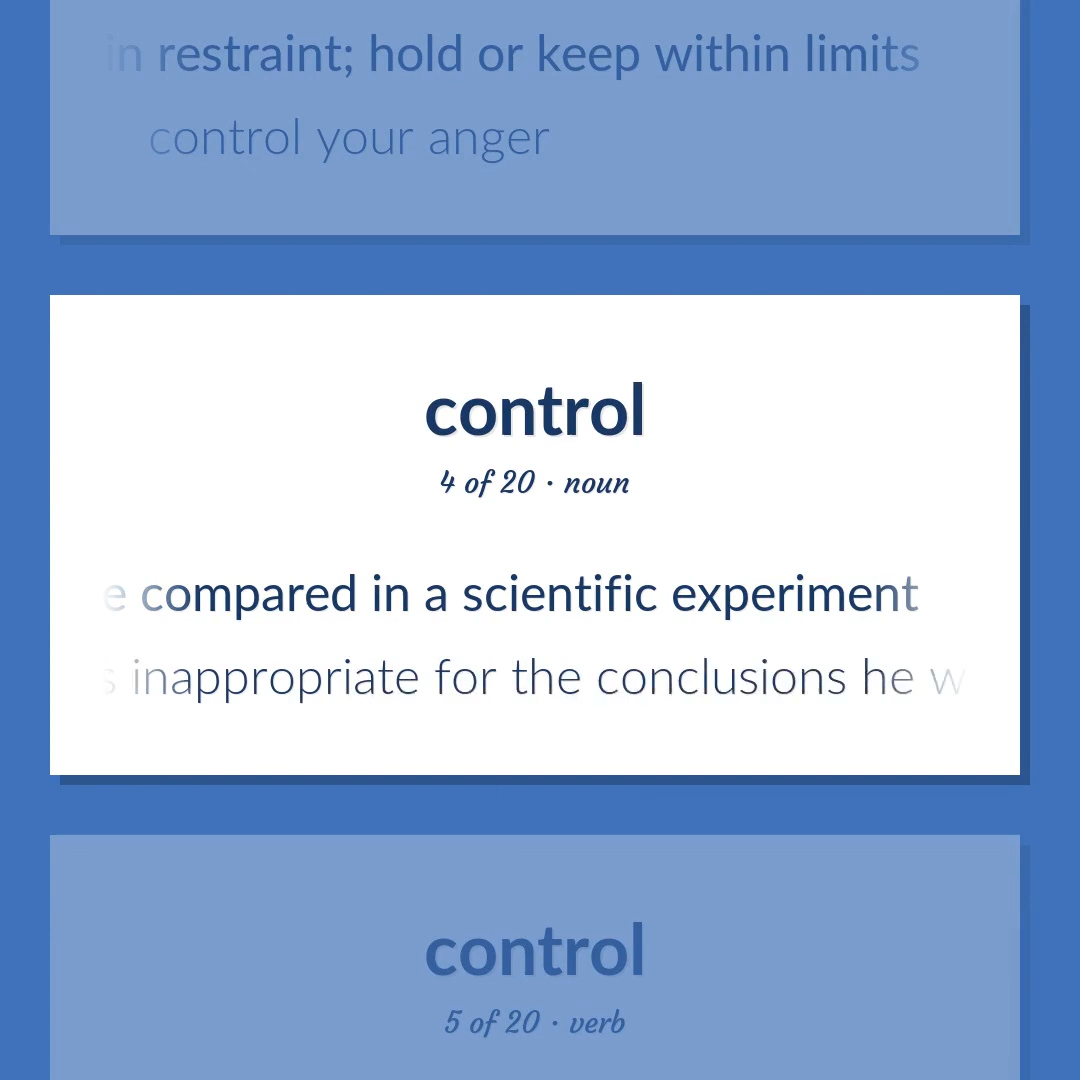 in restraint; hold or keep within limits
control your anger
control
4 of 20 · noun
compared in a scientific experiment
inappropriate for the conclusions he
control
5 of 20 · verb